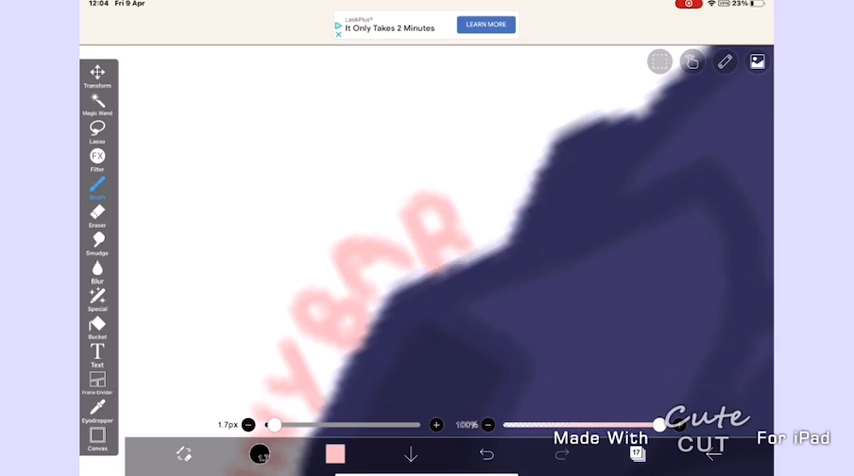 12:04 Fri 9 Apr
23%
LasikPlus®
It Only Takes 2 Minutes
LEARN MORE
Transform
Magic Wand
Lasso
FX
Filter
Brush
Eraser
Smudge
Blur
Special
Bucket
T
Text
Frame Divider
Eyedropper
Canvas
1.7px
100%
17
Made With Cute CUT For iPad